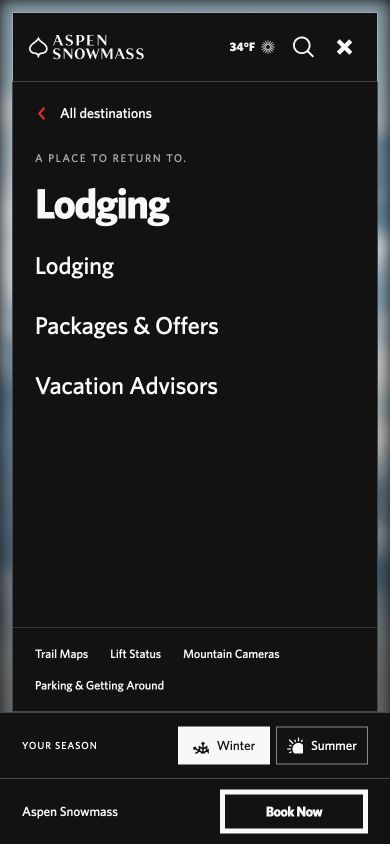 ASPEN
SNOWMASS
34°F
All destinations
A PLACE TO RETURN TO.
Lodging
Lodging
Packages & Offers
Vacation Advisors
Trail Maps Lift Status Mountain Cameras
Parking & Getting Around
YOUR SEASON Winter Summer
Aspen Snowmass Book Now